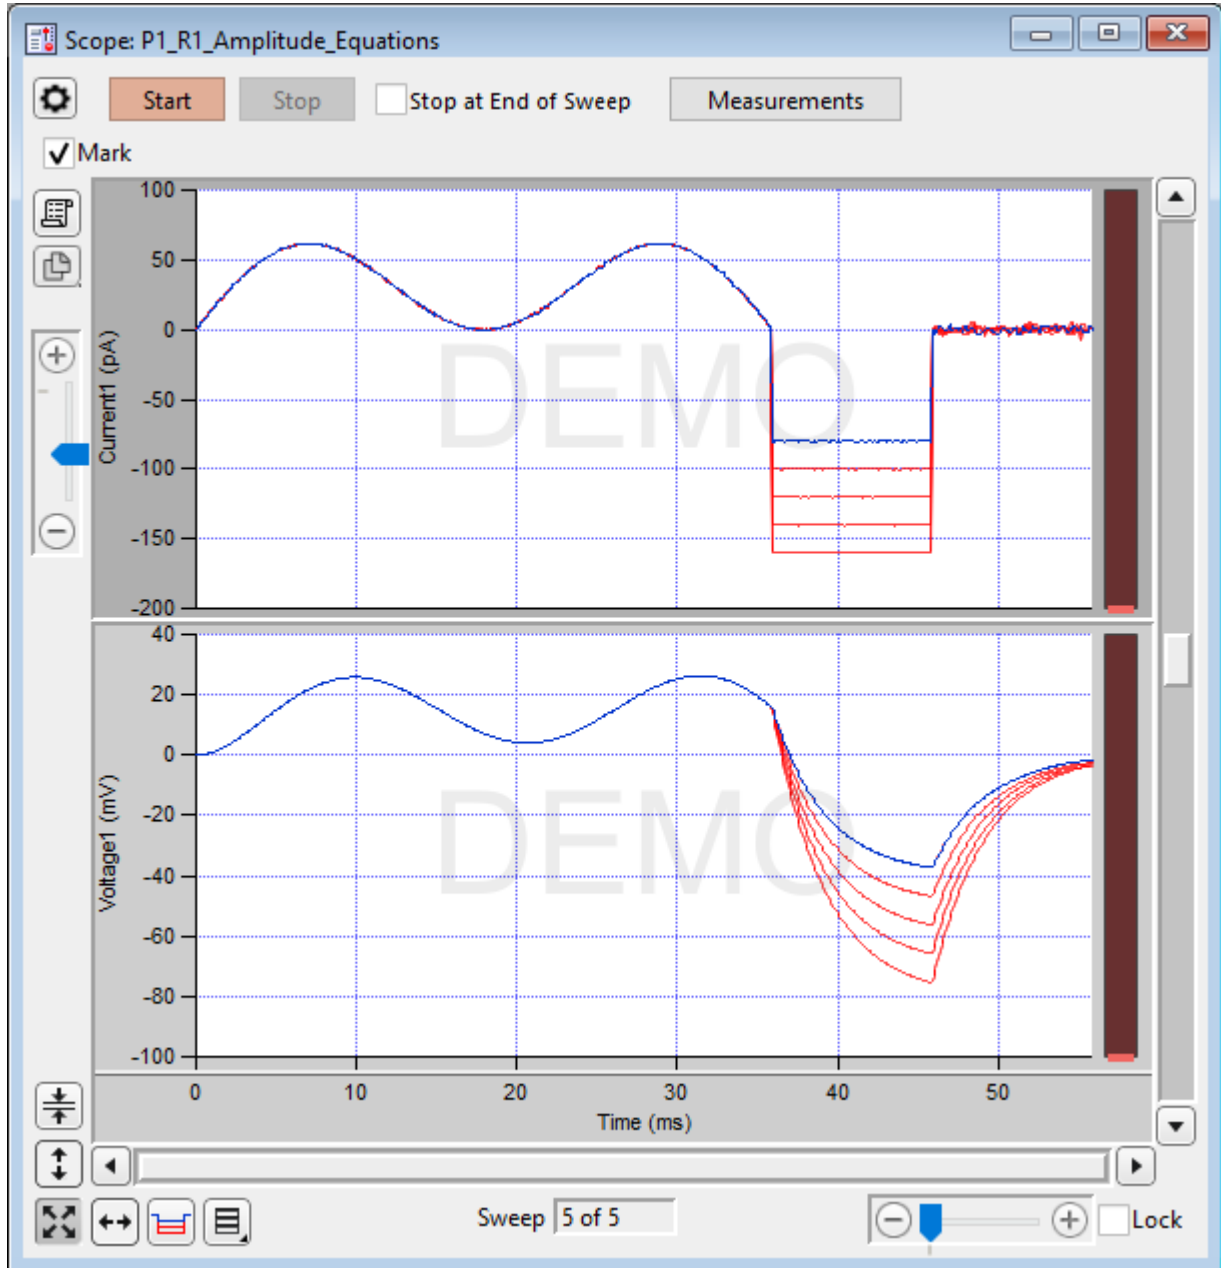 Scope: P1_R1_Amplitude_Equations
Start Stop Stop at End of Sweep Measurements
Mark
100
50
0
-50
-100
-150
-200
Current1 (pA)
DEMO
40
20
0
-20
-40
-60
-80
-100
Voltage1 (mV)
DEMO
0 10 20 30 40 50
Time (ms)
Sweep 5 of 5 Lock